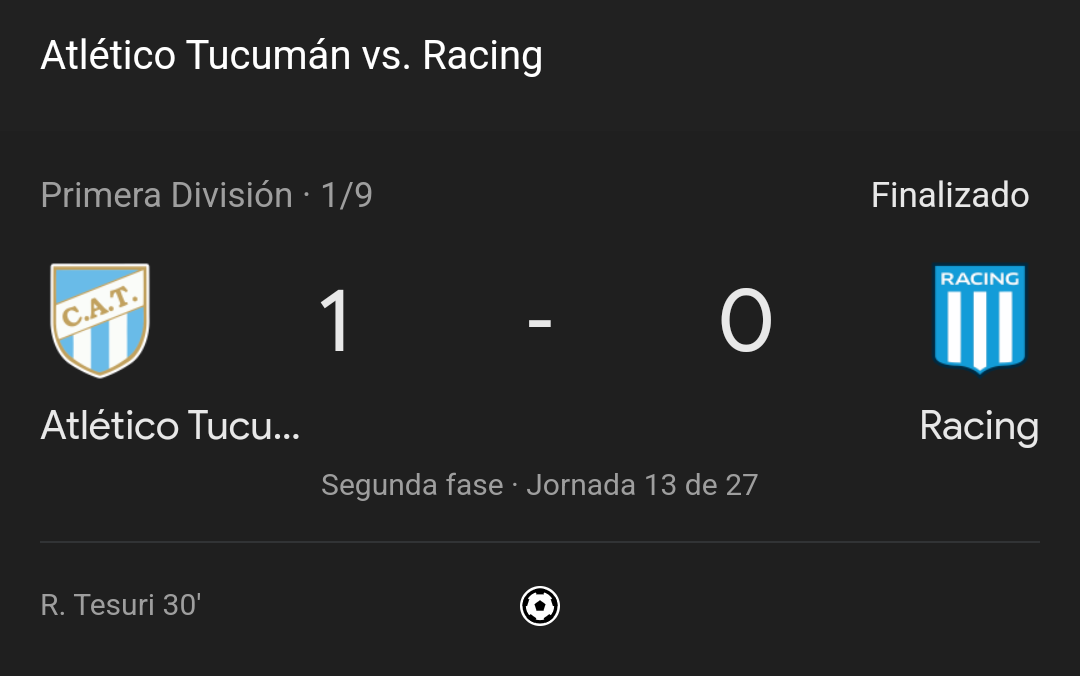 Atlético Tucumán vs. Racing
Primera División · 1/9
Finalizado
C.A.T.
1 - 0
RACING
Atlético Tucu...
Racing
Segunda fase · Jornada 13 de 27
R. Tesuri 30'